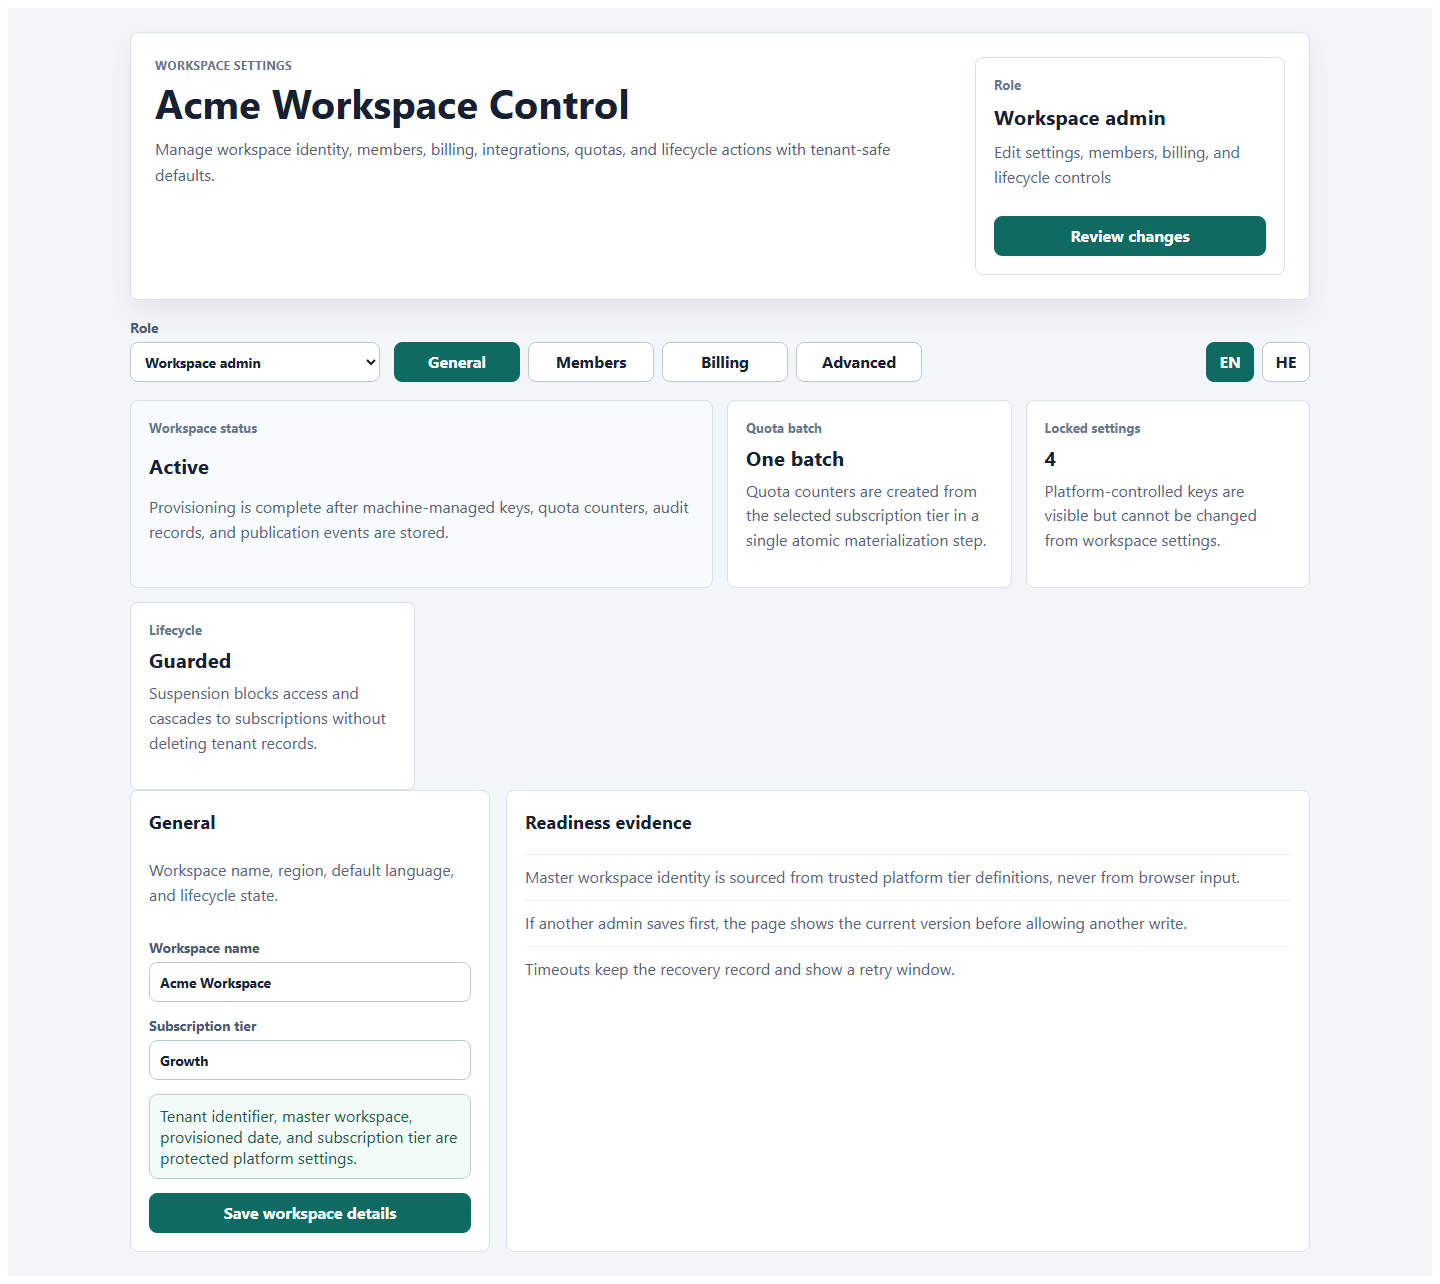 WORKSPACE SETTINGS
Acme Workspace Control
Manage workspace identity, members, billing, integrations, quotas, and lifecycle actions with tenant-safe
defaults.
Role
Workspace admin
Edit settings, members, billing, and
lifecycle controls
Review changes
Role
Workspace admin
General
Members
Billing
Advanced
EN
HE
Workspace status
Active
Provisioning is complete after machine-managed keys, quota counters, audit
records, and publication events are stored.
Quota batch
One batch
Quota counters are created from
the selected subscription tier in a
single atomic materialization step.
Locked settings
4
Platform-controlled keys are
visible but cannot be changed
from workspace settings.
Lifecycle
Guarded
Suspension blocks access and
cascades to subscriptions without
deleting tenant records.
General
Workspace name, region, default language,
and lifecycle state.
Workspace name
Acme Workspace
Subscription tier
Growth
Tenant identifier, master workspace,
provisioned date, and subscription tier are
protected platform settings.
Save workspace details
Readiness evidence
Master workspace identity is sourced from trusted platform tier definitions, never from browser input.
If another admin saves first, the page shows the current version before allowing another write.
Timeouts keep the recovery record and show a retry window.